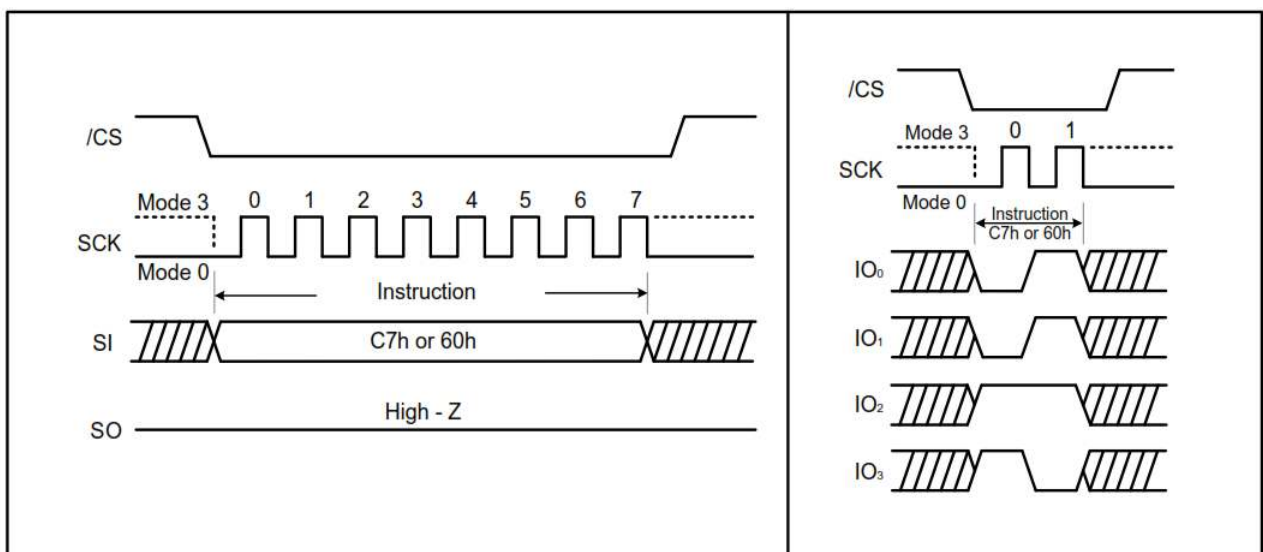 /CS
Mode 3
0 1 2 3 4 5 6 7
SCK
Mode 0
Instruction
SI
C7h or 60h
High - Z
SO
/CS
Mode 3
0 1
SCK
Mode 0
Instruction
C7h or 60h
IO₀
IO₁
IO₂
IO₃